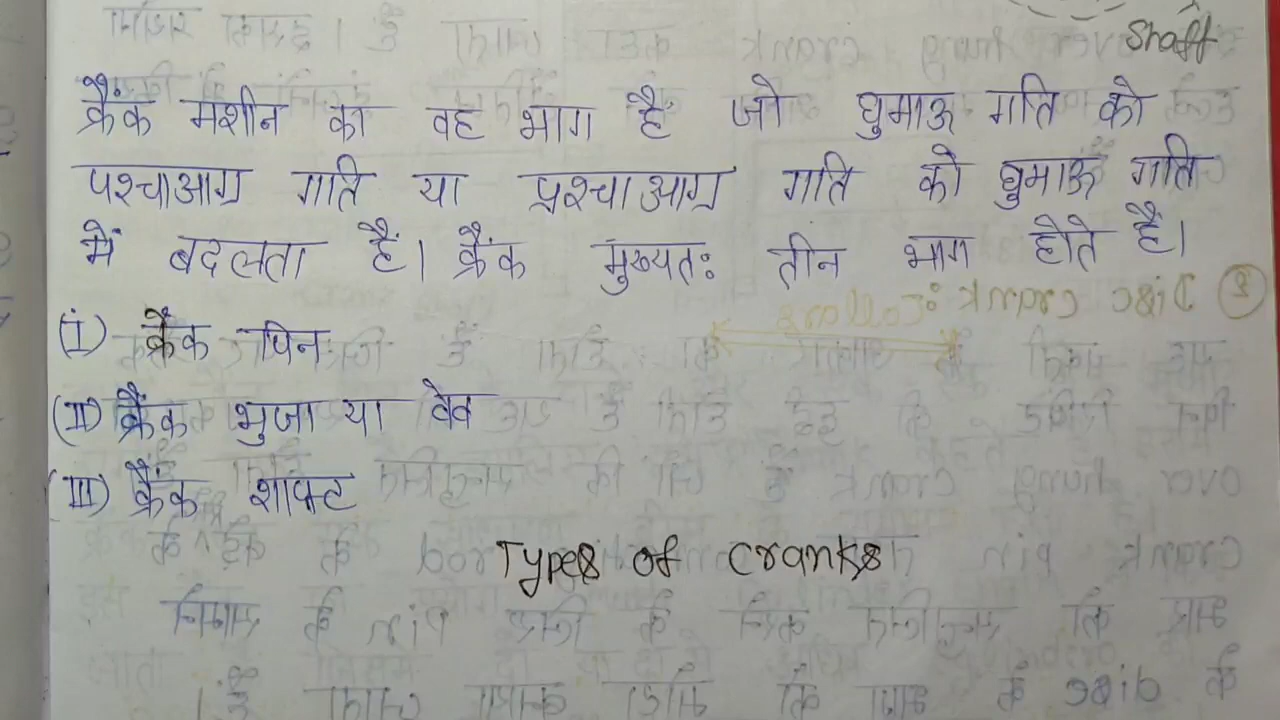 Shaft
क्रैंक मशीन का वह भाग है जो घुमाऊ गति को
पश्चाआग्र गति या प्रश्चाआग्र गति को घुमाऊ गति
में बदलता हैं। क्रैंक मुख्यतः तीन भाग होते हैं।
(i) क्रैंक पिन
(II) क्रैंक भुजा या वेव
(III) क्रैंक शाफ्ट
Types of Cranks